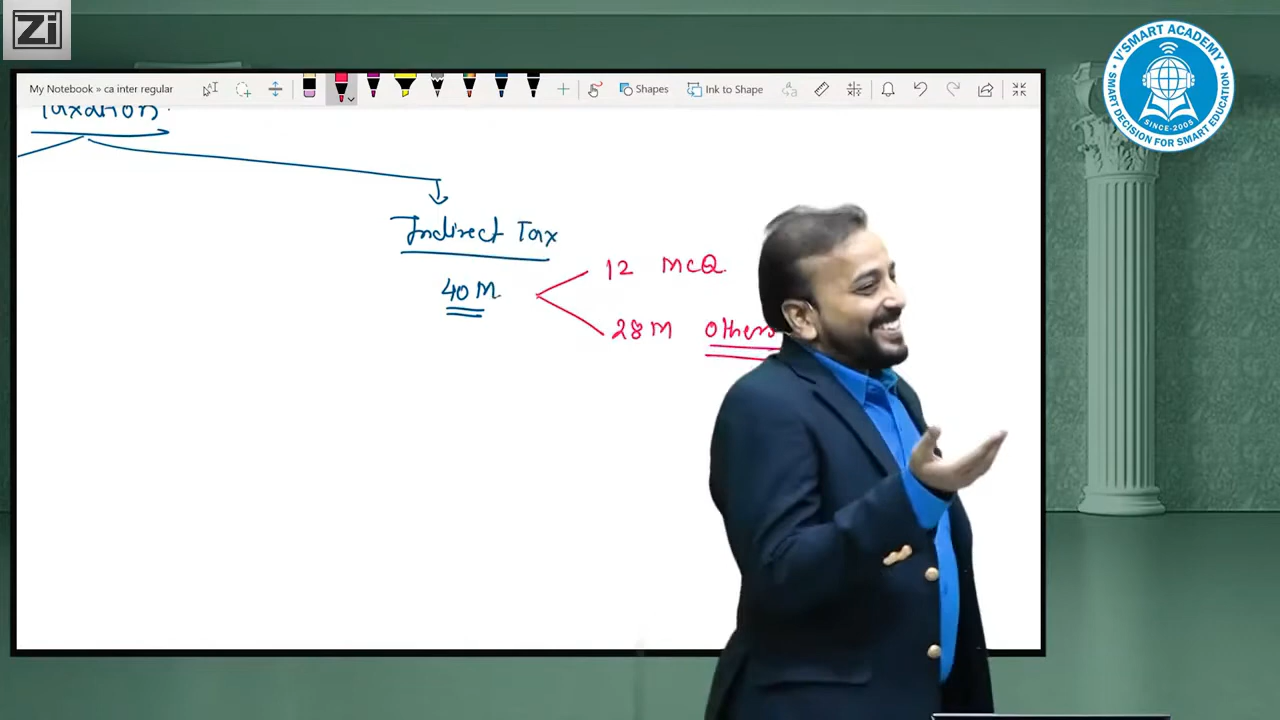 Zi
V'SMART ACADEMY
SINCE-2005
SMART DECISION FOR SMART EDUCATION
My Notebook » ca inter regular
Shapes
Ink to Shape
Taxation
Indirect Tax
40 M
12 MCQ
28 M Others